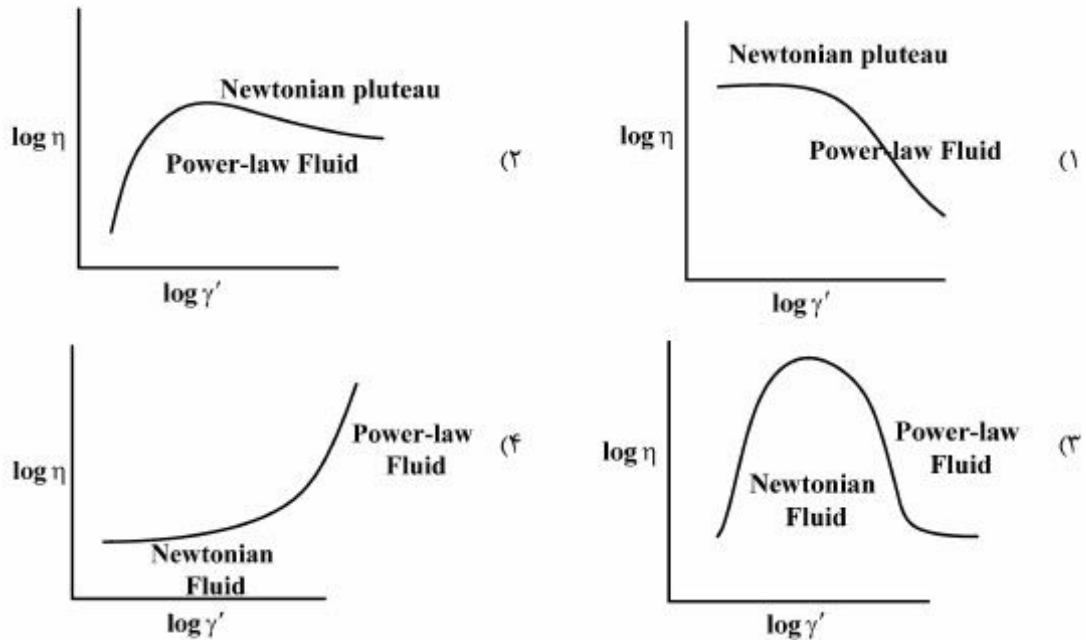 Newtonian pluteau
log η
Power-law Fluid
(۱
log γ′
Newtonian pluteau
log η
Power-law Fluid
(۲
log γ′
Power-law
Fluid
log η
Newtonian
Fluid
(۳
log γ′
Power-law
Fluid
log η
Newtonian
Fluid
(۴
log γ′